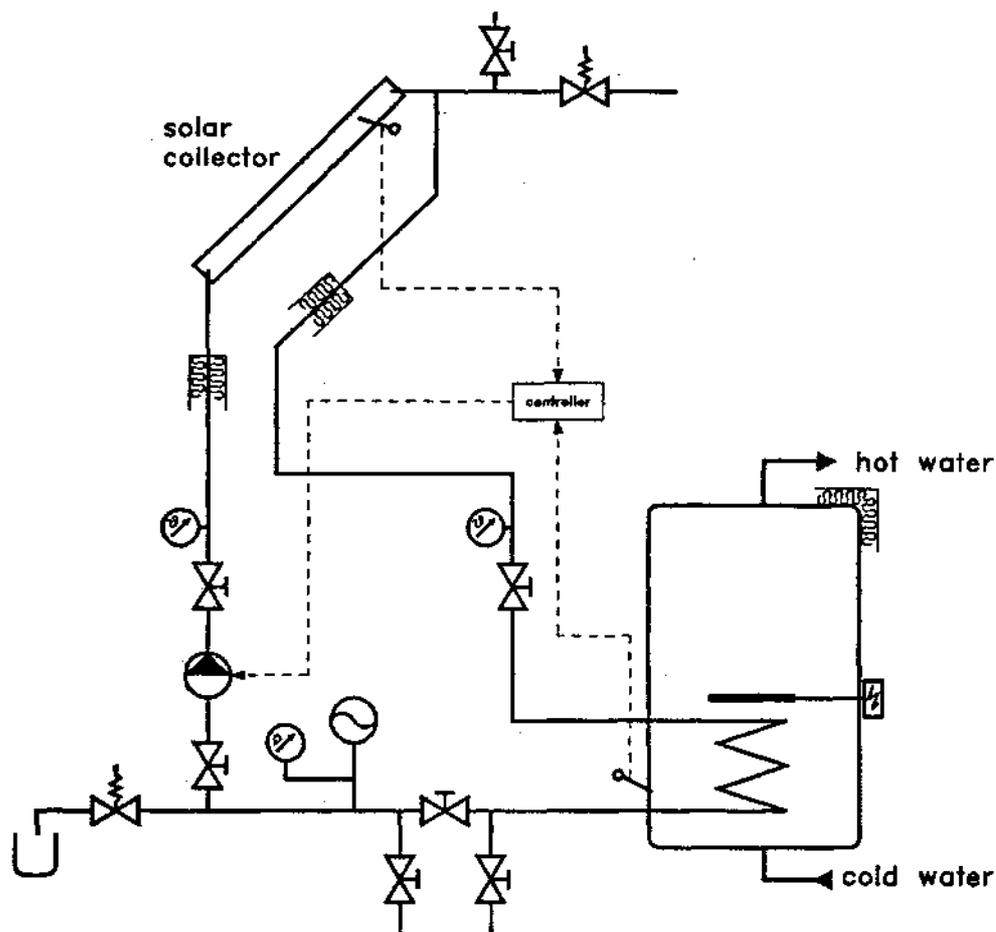 solar
collector
controller
hot water
cold water